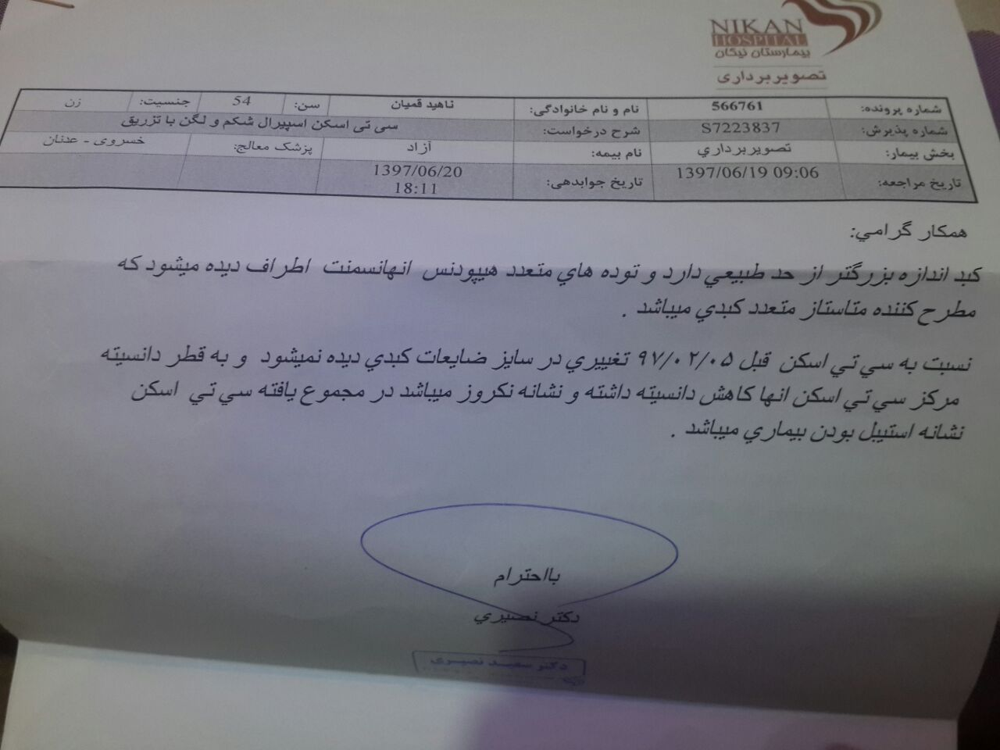 NIKAN
HOSPITAL
بیمارستان نیکان
تصویربرداری
شماره پرونده: 566761 نام و نام خانوادگی: ناهید قمیان سن: 54 جنسیت: زن
شماره پذیرش: S7223837 شرح درخواست: سی تی اسکن اسپیرال شکم و لگن با تزریق
بخش بیمار: تصویربرداري نام بیمه: آزاد پزشک معالج: خسروی - عدنان
تاریخ مراجعه: 1397/06/19 09:06 تاریخ جوابدهی: 1397/06/20
18:11
همکار گرامي:
کبد اندازه بزرگتر از حد طبیعي دارد و توده هاي متعدد هیپودنس انهانسمنت اطراف دیده میشود که
مطرح کننده متاستاز متعدد کبدي میباشد .
نسبت به سي تي اسکن قبل ۹۷/۰۲/۰۵ تغییري در سایز ضایعات کبدي دیده نمیشود و به قطر دانسیته
مرکز سي تي اسکن انها کاهش دانسیته داشته و نشانه نکروز میباشد در مجموع یافته سي تي اسکن
نشانه استیبل بودن بیماري میباشد .
بااحترام
دکتر نصیري
دکتر سعید نصیری